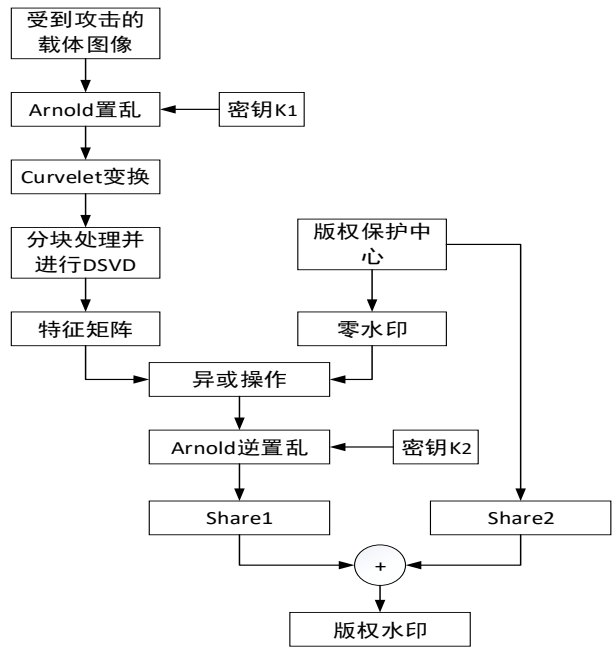 受到攻击的
载体图像
Arnold置乱
密钥K1
Curvelet变换
分块处理并
进行DSVD
版权保护中
心
特征矩阵
零水印
异或操作
Arnold逆置乱
密钥K2
Share1
Share2
+
版权水印